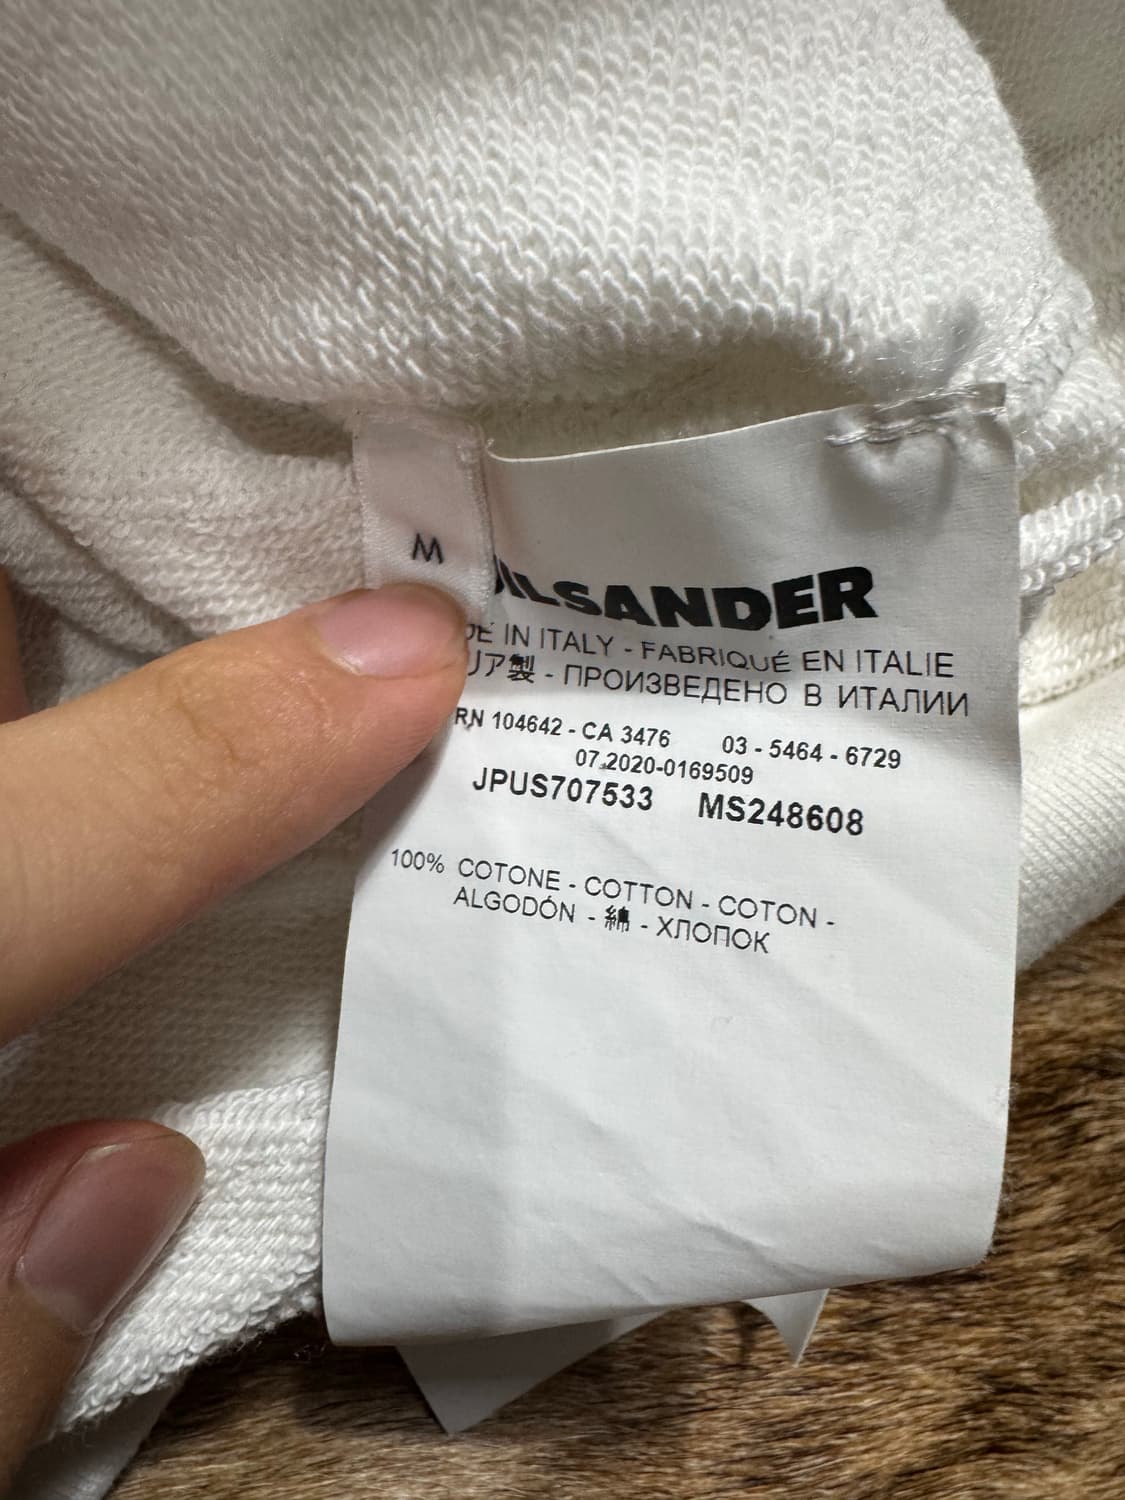 M
JILSANDER
IN ITALY - FABRIQUÉ EN ITALIE
リア製 - ПРОИЗВЕДЕНО В ИТАЛИИ
RN 104642 - CA 3476 03 - 5464 - 6729
07.2020-0169509
JPUS707533 MS248608
100% COTONE - COTTON - COTON -
ALGODÓN - 綿 - ХЛОПОК